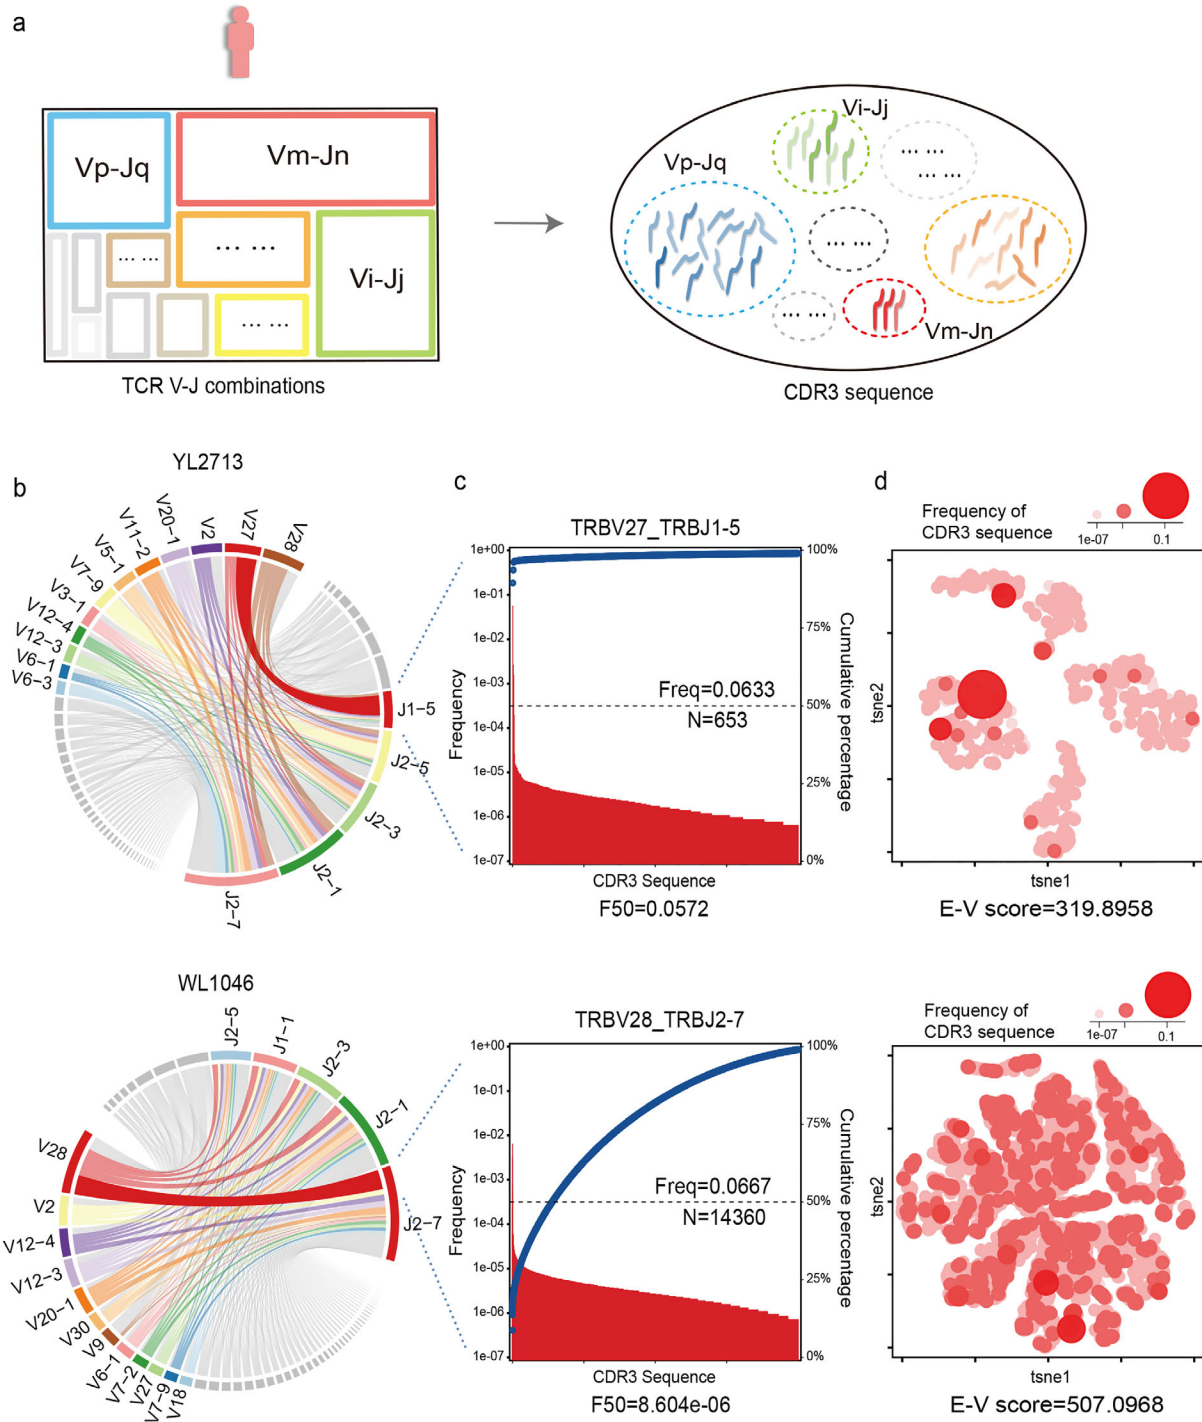 a
Vp-Jq
Vm-Jn
... ...
... ...
Vi-Jj
... ...
TCR V-J combinations
Vi-Jj
Vp-Jq
... ...
... ...
... ...
... ...
Vm-Jn
CDR3 sequence
b
YL2713
V6-3
V6-1
V12-3
V12-4
V3-1
V7-9
V5-1
V11-2
V20-1
V2
V27
V28
J1-5
J2-5
J2-3
J2-1
J2-7
c
TRBV27_TRBJ1-5
Frequency
1e+00
1e-01
1e-02
1e-03
1e-04
1e-05
1e-06
1e-07
Freq=0.0633
N=653
100%
75%
50%
25%
0%
Cumulative percentage
CDR3 Sequence
F50=0.0572
d
Frequency of
CDR3 sequence
1e-07
0.1
tsne2
tsne1
E-V score=319.8958
WL1046
J2-5
J1-1
J2-3
J2-1
J2-7
V28
V2
V12-4
V12-3
V20-1
V30
V9
V6-1
V7-2
V27
V7-9
V18
TRBV28_TRBJ2-7
Frequency
1e+00
1e-01
1e-02
1e-03
1e-04
1e-05
1e-06
1e-07
Freq=0.0667
N=14360
100%
75%
50%
25%
0%
Cumulative percentage
CDR3 Sequence
F50=8.604e-06
Frequency of
CDR3 sequence
1e-07
0.1
tsne2
tsne1
E-V score=507.0968